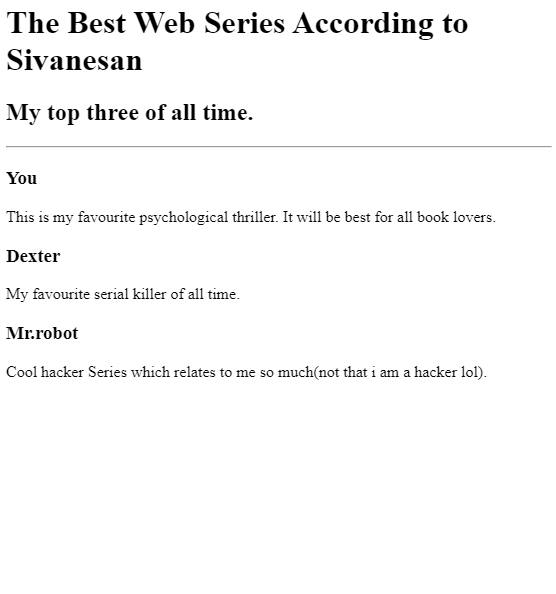 The Best Web Series According to
Sivanesan
My top three of all time.
You
This is my favourite psychological thriller. It will be best for all book lovers.
Dexter
My favourite serial killer of all time.
Mr.robot
Cool hacker Series which relates to me so much(not that i am a hacker lol).